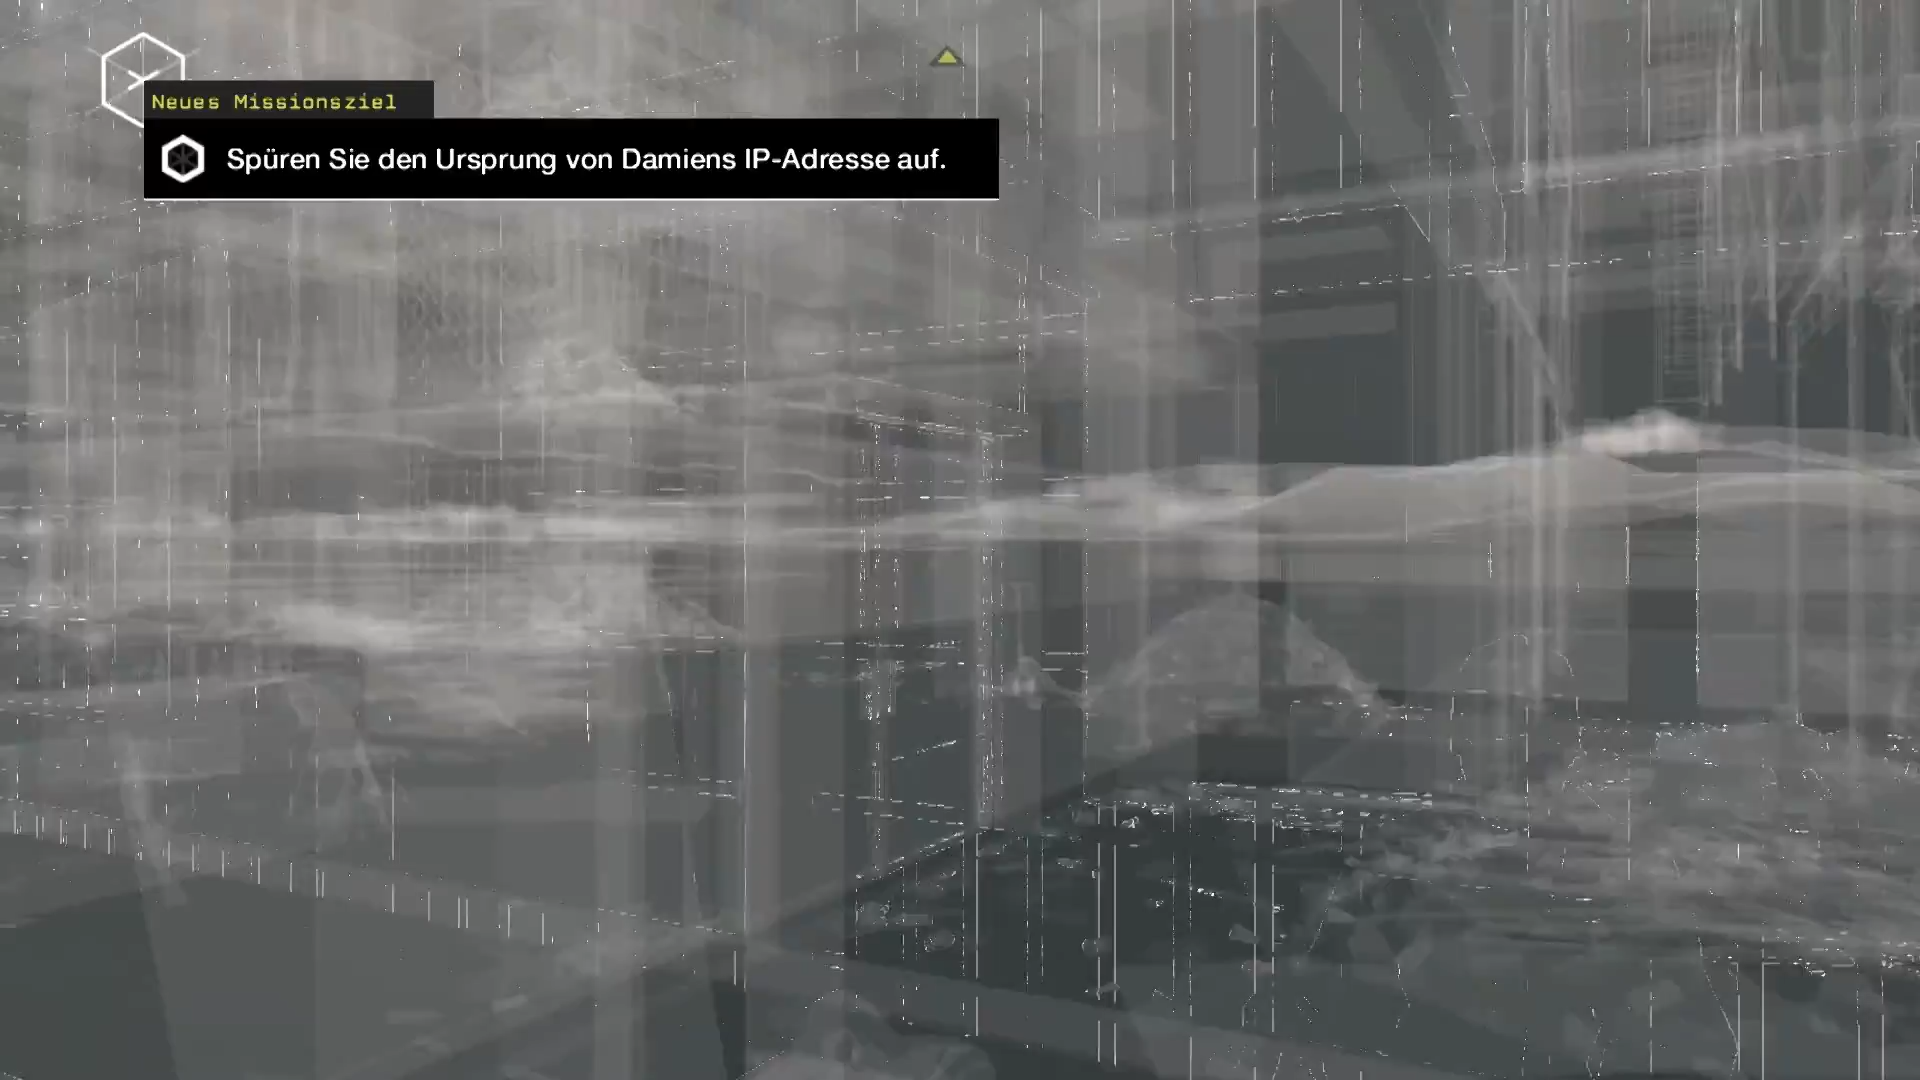 Neues Missionsziel
Spüren Sie den Ursprung von Damiens IP-Adresse auf.